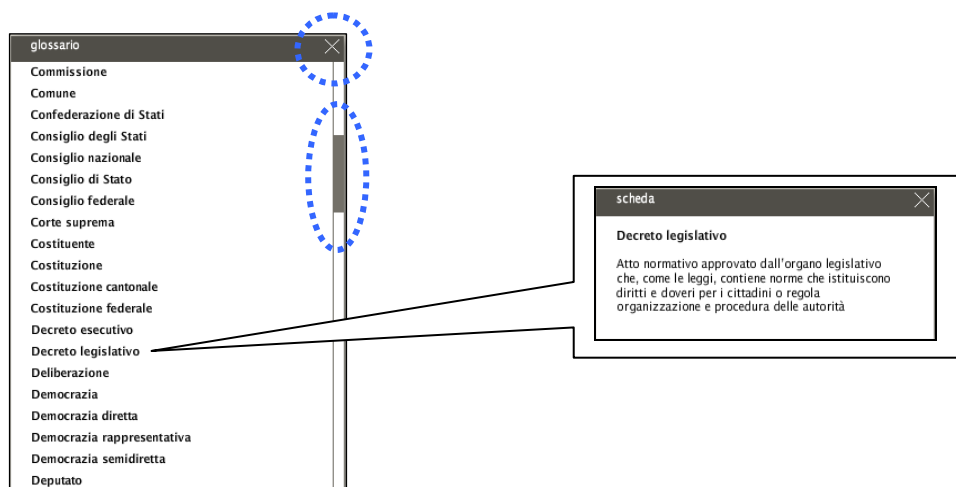 glossario
Commissione
Comune
Confederazione di Stati
Consiglio degli Stati
Consiglio nazionale
Consiglio di Stato
Consiglio federale
Corte suprema
Costituente
Costituzione
Costituzione cantonale
Costituzione federale
Decreto esecutivo
Decreto legislativo
Deliberazione
Democrazia
Democrazia diretta
Democrazia rappresentativa
Democrazia semidiretta
Deputato
scheda
Decreto legislativo
Atto normativo approvato dall'organo legislativo
che, come le leggi, contiene norme che istituiscono
diritti e doveri per i cittadini o regola
organizzazione e procedura delle autorità